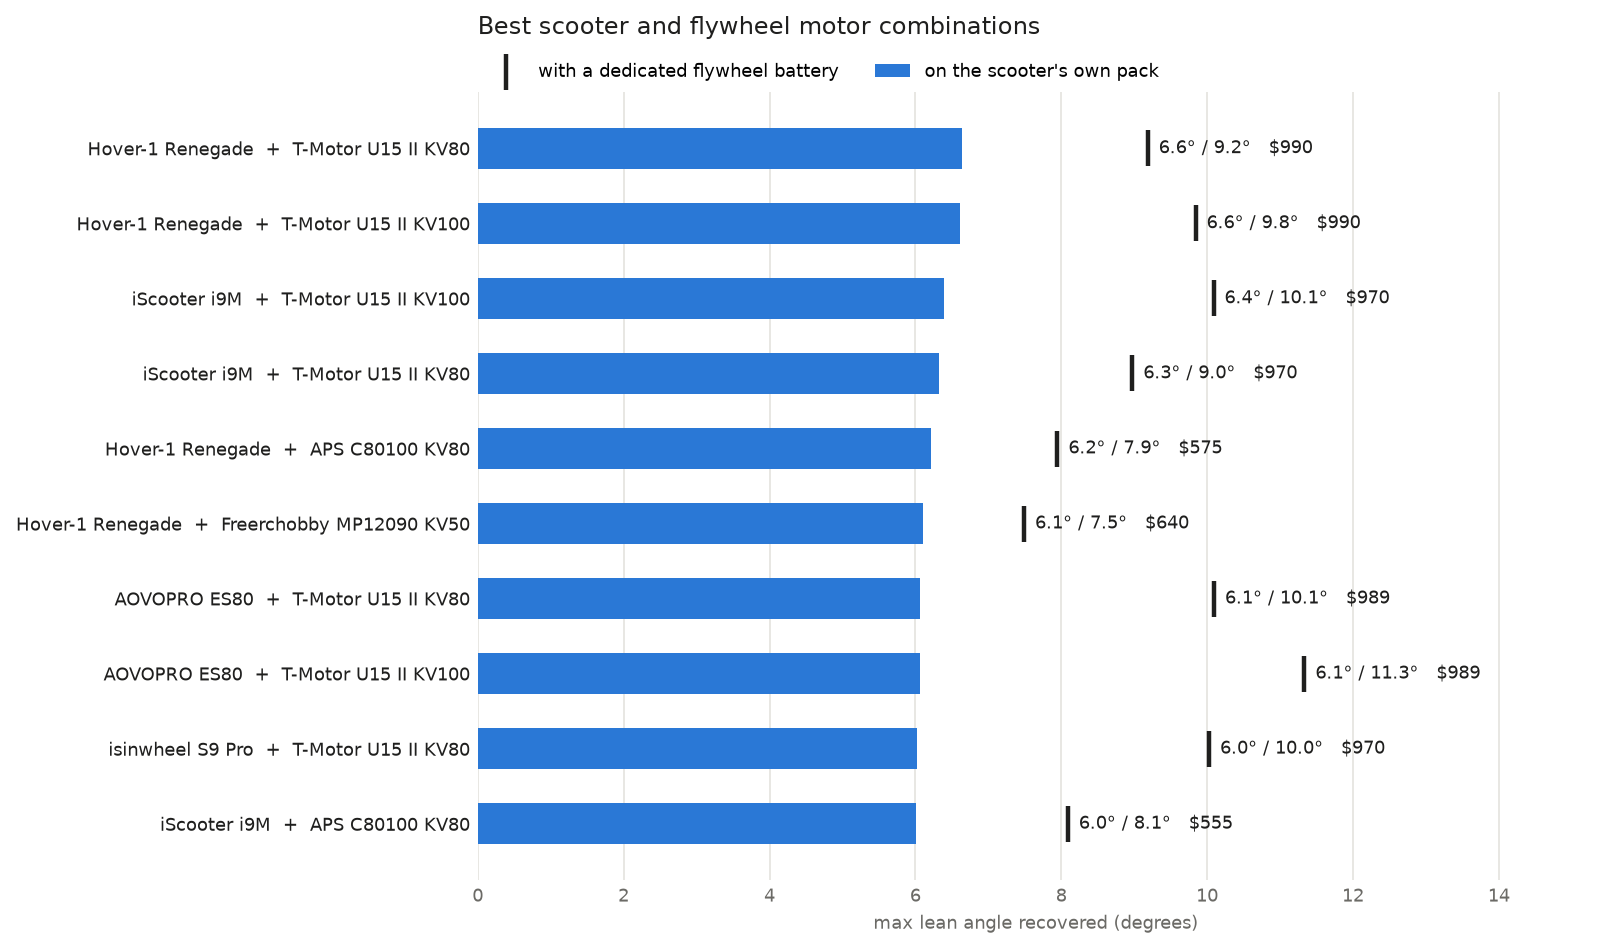 Best scooter and flywheel motor combinations
with a dedicated flywheel battery on the scooter's own pack
Hover-1 Renegade + T-Motor U15 II KV80 6.6° / 9.2° $990
Hover-1 Renegade + T-Motor U15 II KV100 6.6° / 9.8° $990
iScooter i9M + T-Motor U15 II KV100 6.4° / 10.1° $970
iScooter i9M + T-Motor U15 II KV80 6.3° / 9.0° $970
Hover-1 Renegade + APS C80100 KV80 6.2° / 7.9° $575
Hover-1 Renegade + Freerchobby MP12090 KV50 6.1° / 7.5° $640
AOVOPRO ES80 + T-Motor U15 II KV80 6.1° / 10.1° $989
AOVOPRO ES80 + T-Motor U15 II KV100 6.1° / 11.3° $989
isinwheel S9 Pro + T-Motor U15 II KV80 6.0° / 10.0° $970
iScooter i9M + APS C80100 KV80 6.0° / 8.1° $555
0 2 4 6 8 10 12 14
max lean angle recovered (degrees)